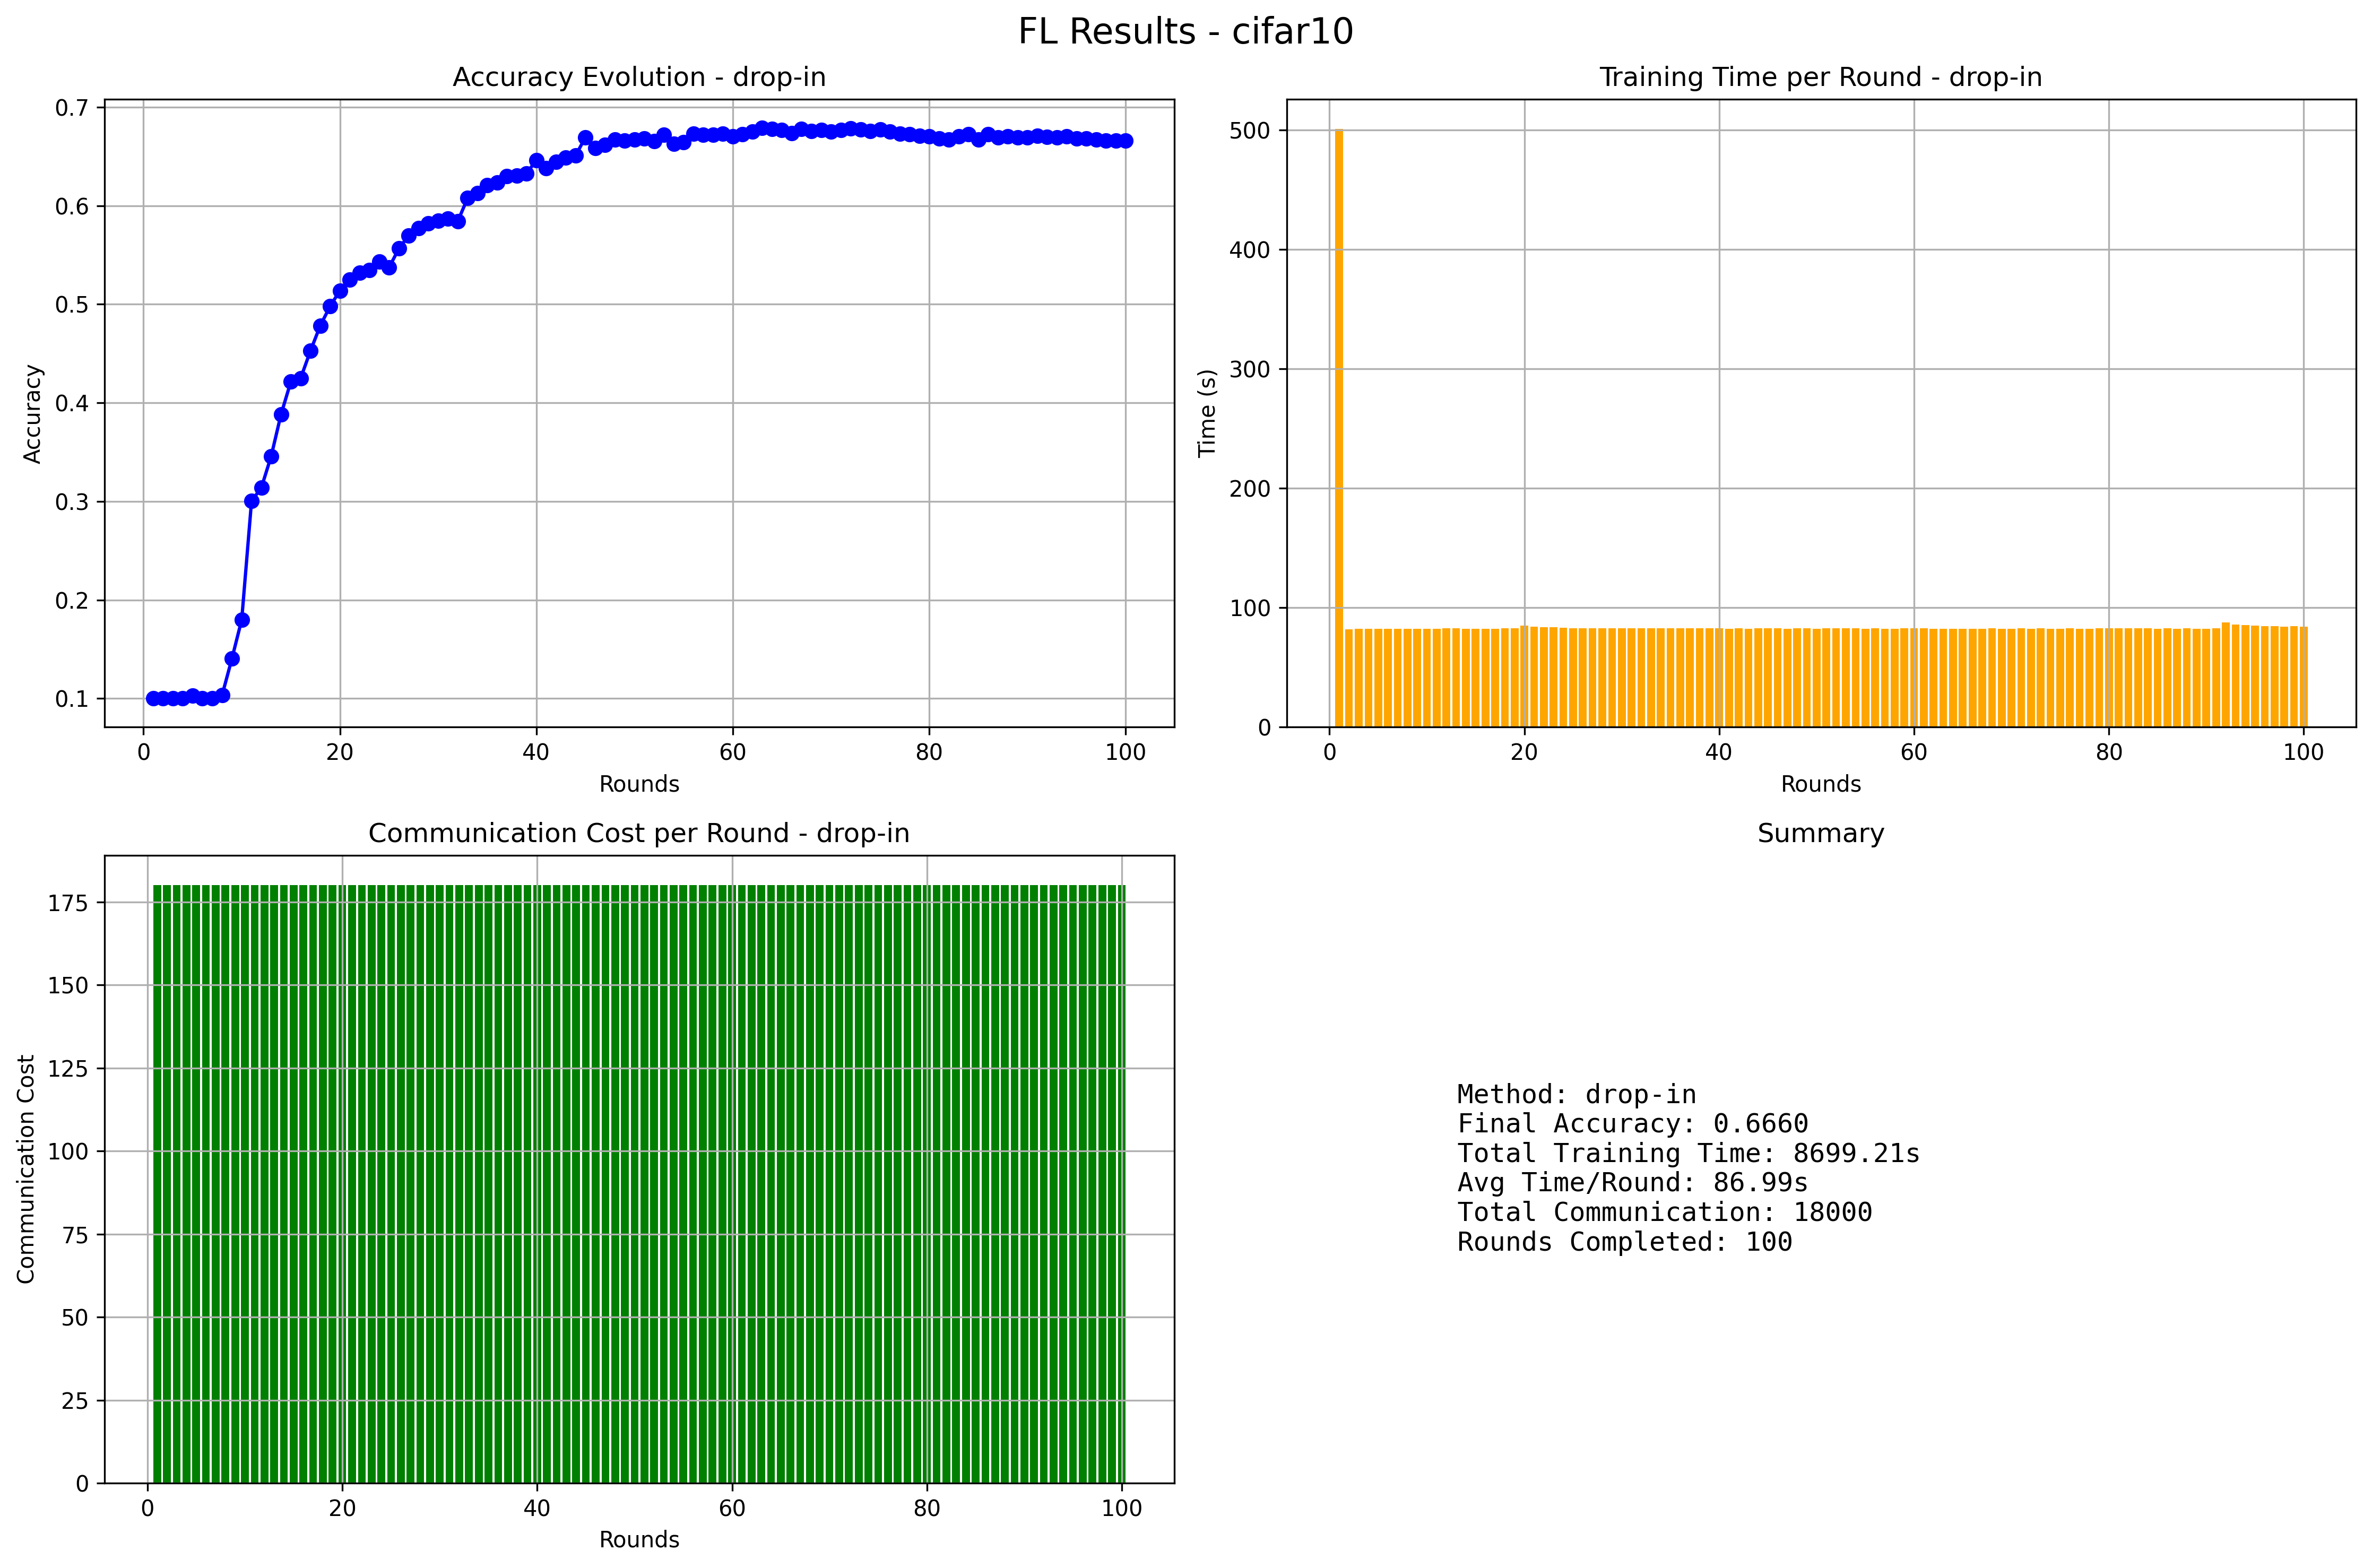 FL Results - cifar10
Accuracy Evolution - drop-in
0.7
0.6
0.5
0.4
0.3
0.2
0.1
Accuracy
0 20 40 60 80 100
Rounds
Training Time per Round - drop-in
500
400
300
200
100
0
Time (s)
0 20 40 60 80 100
Rounds
Communication Cost per Round - drop-in
175
150
125
100
75
50
25
0
Communication Cost
0 20 40 60 80 100
Rounds
Summary
Method: drop-in
Final Accuracy: 0.6660
Total Training Time: 8699.21s
Avg Time/Round: 86.99s
Total Communication: 18000
Rounds Completed: 100